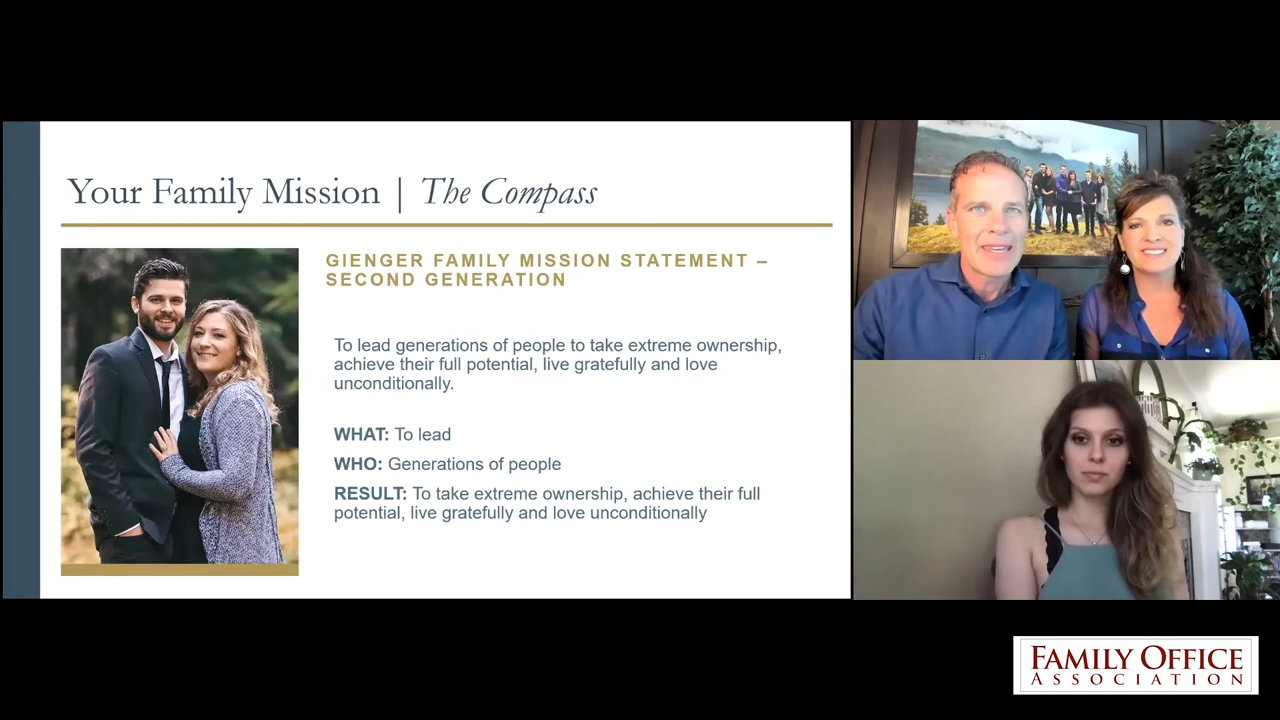 Your Family Mission | The Compass
GIENGER FAMILY MISSION STATEMENT –
SECOND GENERATION
To lead generations of people to take extreme ownership,
achieve their full potential, live gratefully and love
unconditionally.
WHAT: To lead
WHO: Generations of people
RESULT: To take extreme ownership, achieve their full
potential, live gratefully and love unconditionally
FAMILY OFFICE
ASSOCIATION